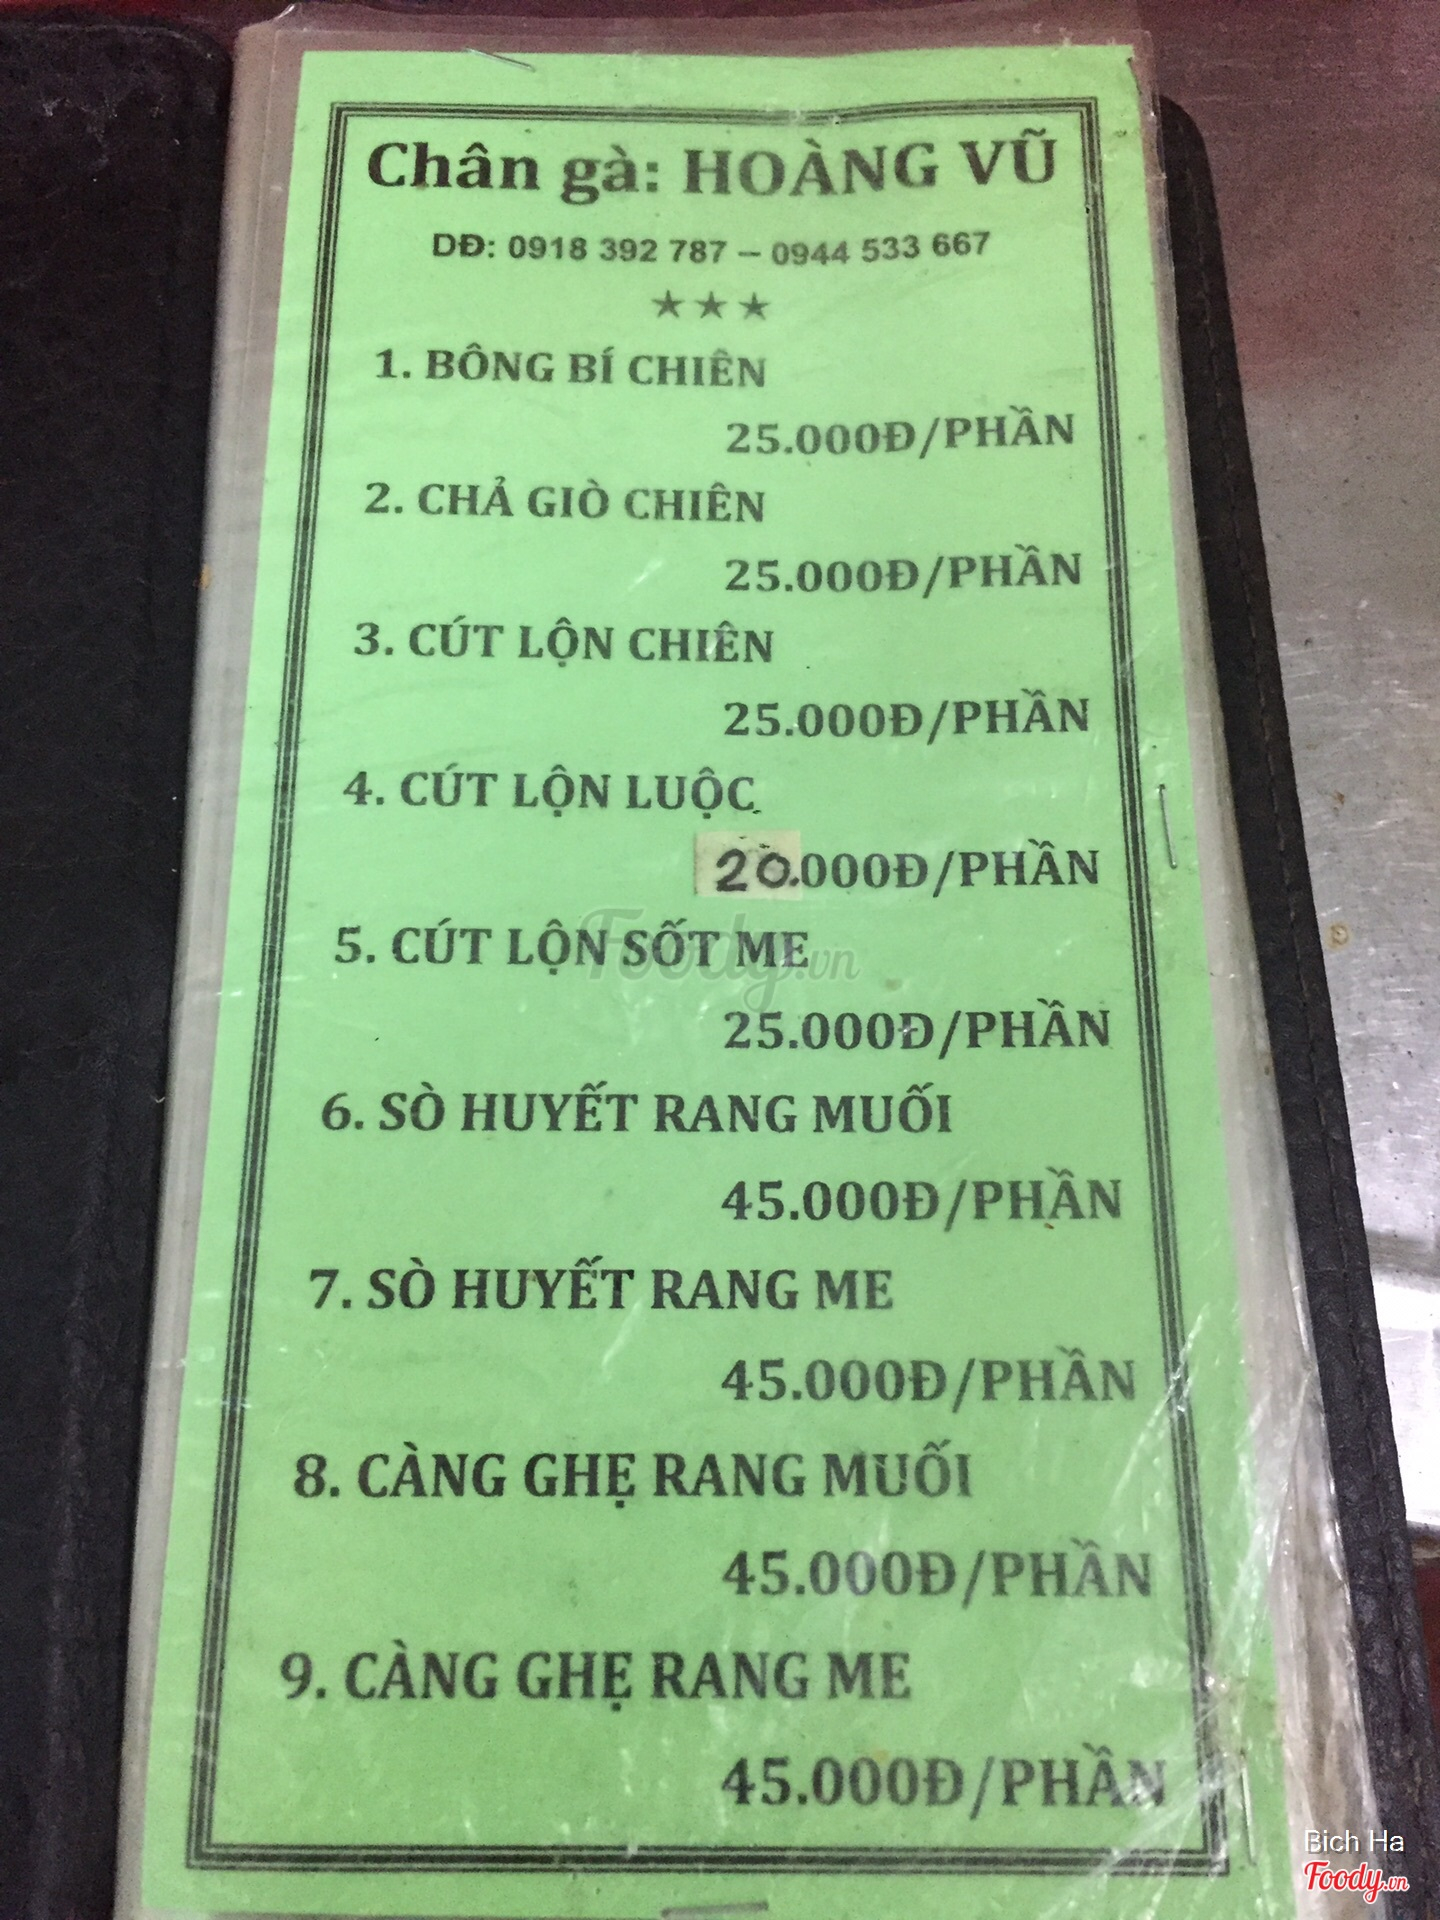 Chân gà: HOÀNG VŨ
DĐ: 0918 392 787 – 0944 533 667
★★★
1. BÔNG BÍ CHIÊN
25.000Đ/PHẦN
2. CHẢ GIÒ CHIÊN
25.000Đ/PHẦN
3. CÚT LỘN CHIÊN
25.000Đ/PHẦN
4. CÚT LỘN LUỘC
20.000Đ/PHẦN
5. CÚT LỘN SỐT ME
Foody.vn
25.000Đ/PHẦN
6. SÒ HUYẾT RANG MUỐI
45.000Đ/PHẦN
7. SÒ HUYẾT RANG ME
45.000Đ/PHẦN
8. CÀNG GHẸ RANG MUỐI
45.000Đ/PHẦN
9. CÀNG GHẸ RANG ME
45.000Đ/PHẦN
Bich Ha
Foody.vn